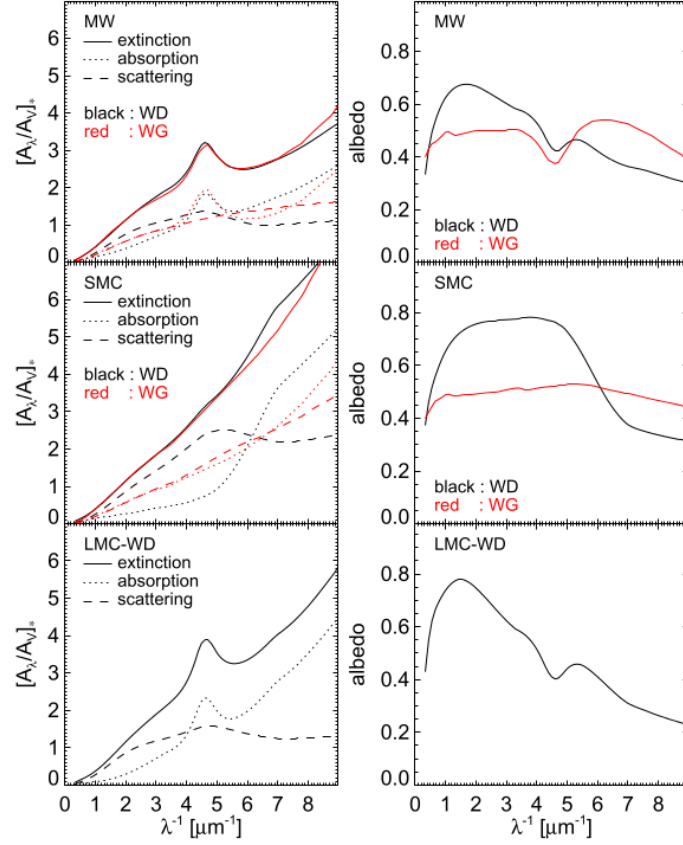 MW
extinction
absorption
scattering
black : WD
red : WG
[Aλ/AV]*
0
1
2
3
4
5
6
MW
black : WD
red : WG
albedo
0.0
0.2
0.4
0.6
0.8
1.0
SMC
extinction
absorption
scattering
black : WD
red : WG
[Aλ/AV]*
0
1
2
3
4
5
6
SMC
black : WD
red : WG
albedo
0.0
0.2
0.4
0.6
0.8
LMC-WD
extinction
absorption
scattering
[Aλ/AV]*
0
1
2
3
4
5
6
0 1 2 3 4 5 6 7 8
λ-1 [μm-1]
LMC-WD
albedo
0.0
0.2
0.4
0.6
0.8
0 1 2 3 4 5 6 7 8
λ-1 [μm-1]